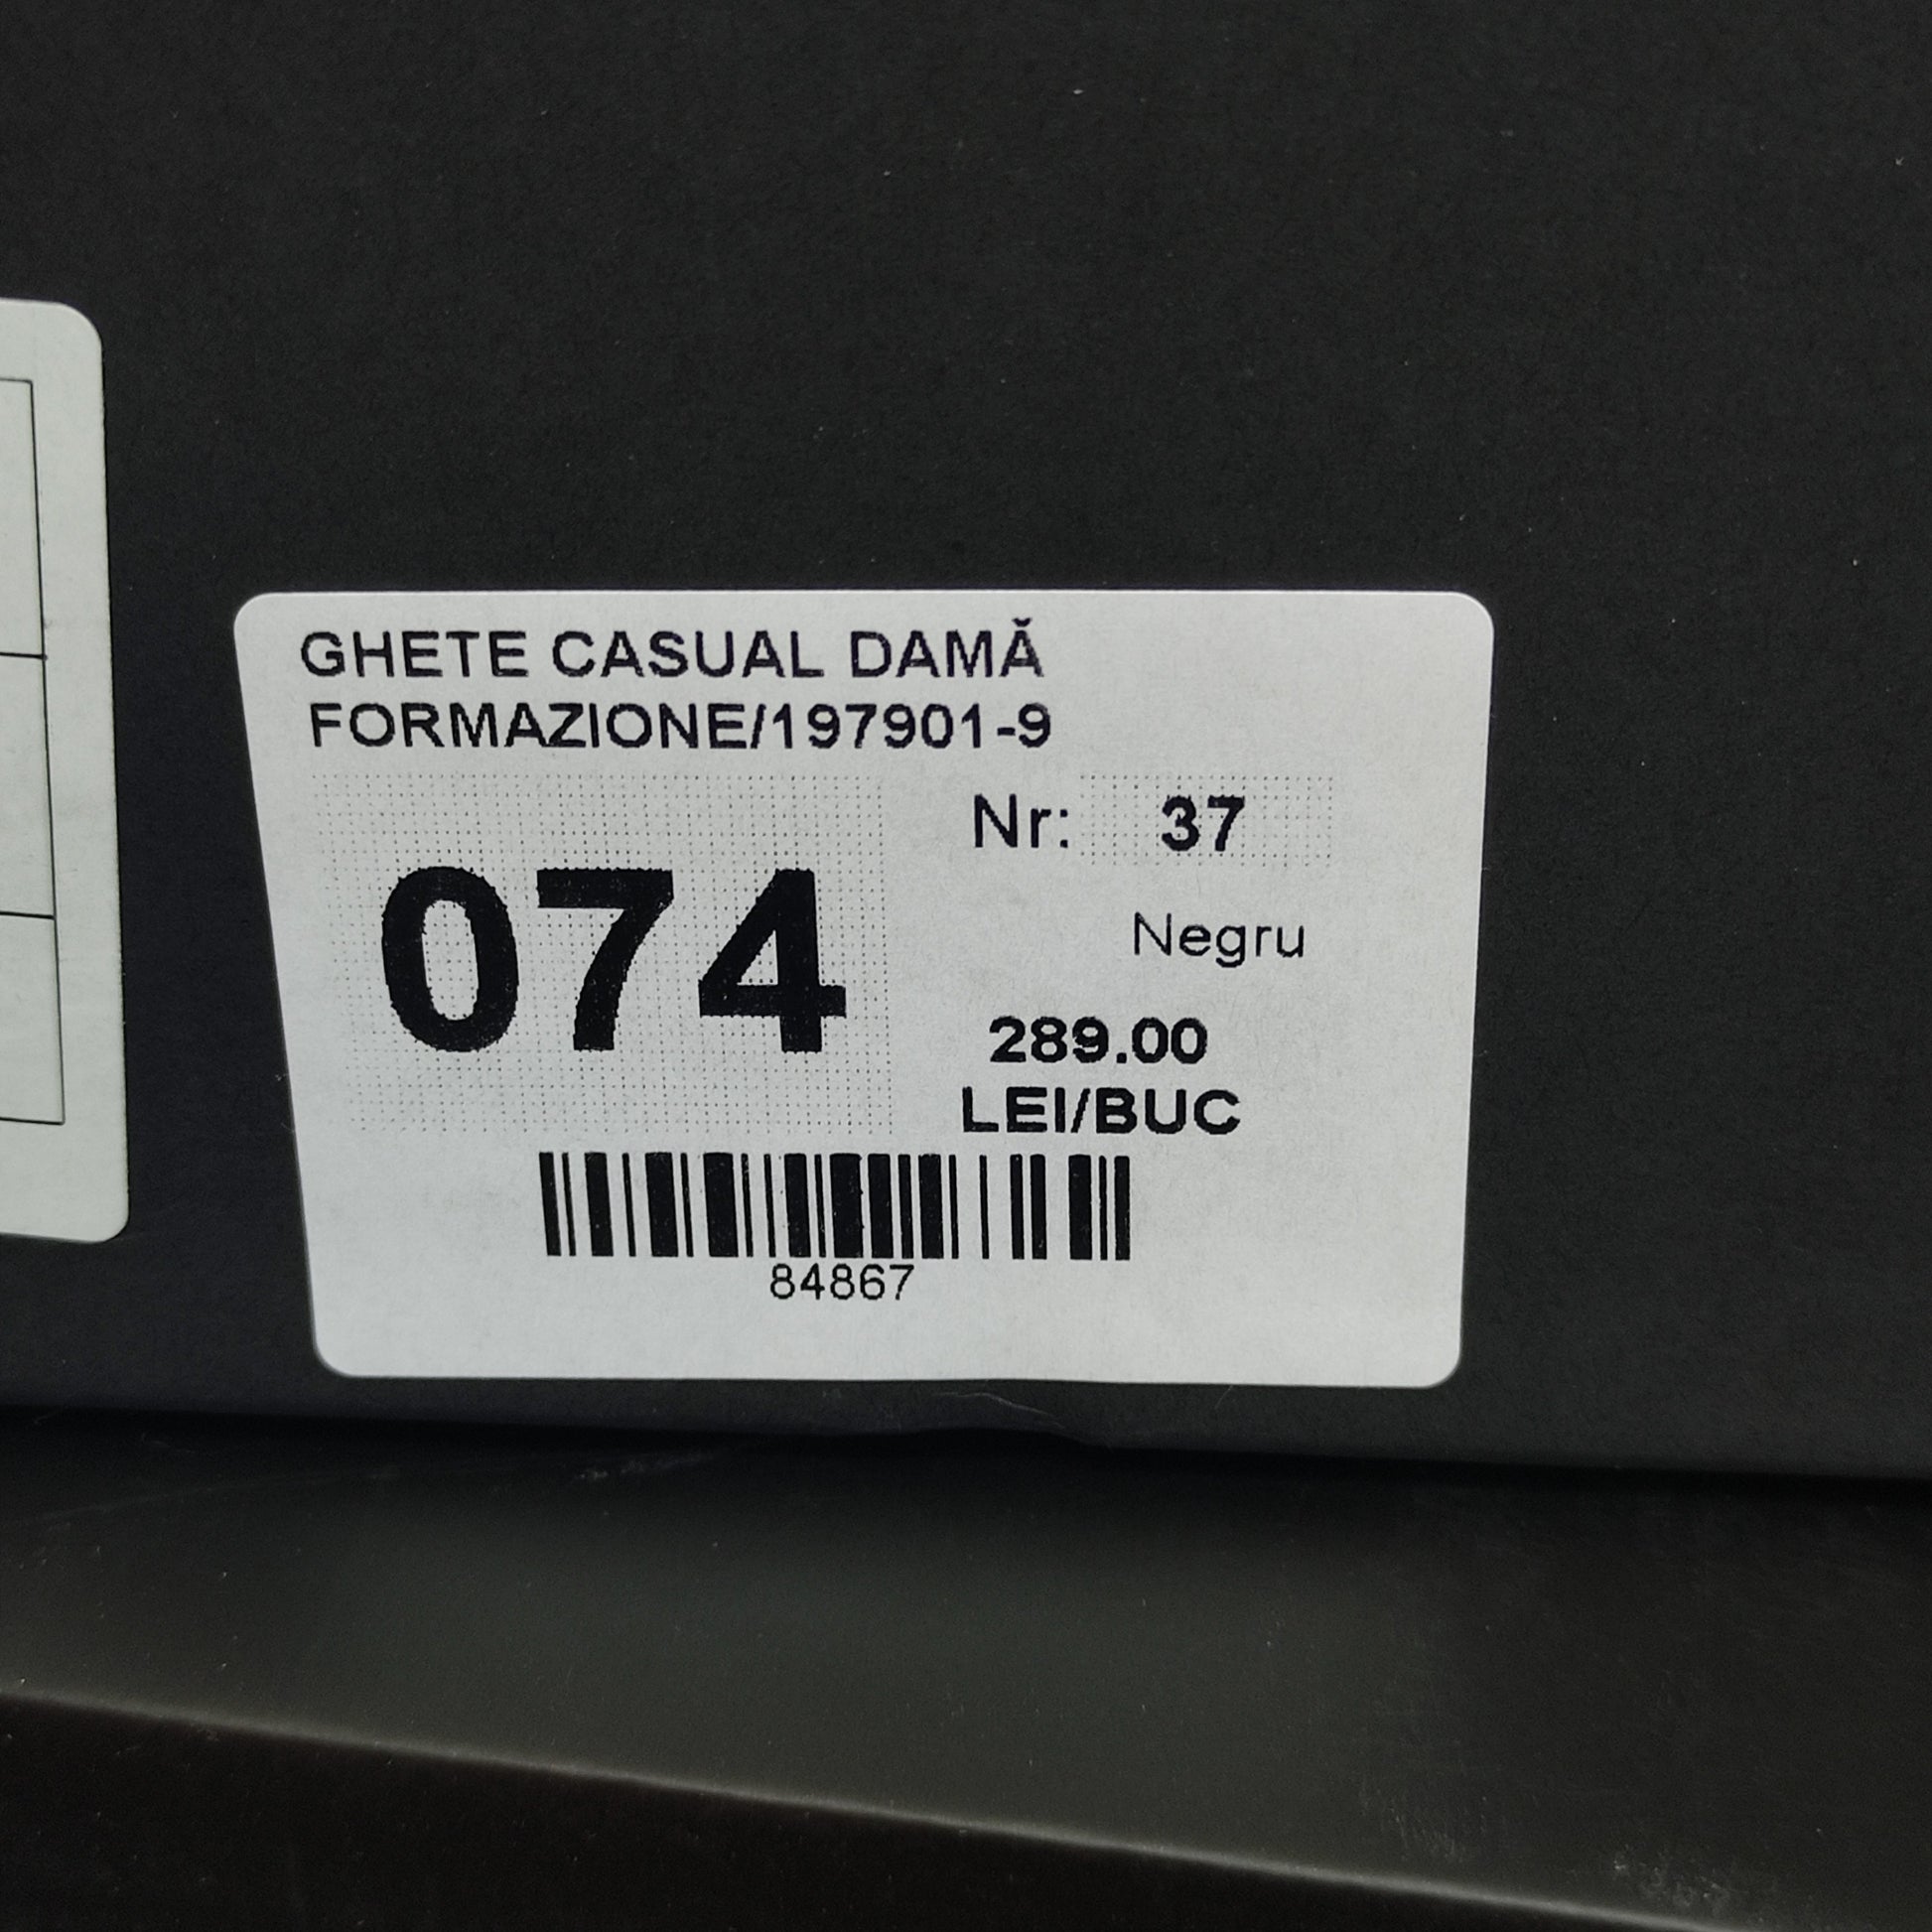 GHETE CASUAL DAMĂ
FORMAZIONE/197901-9
Nr: 37
074
Negru
289.00
LEI/BUC
84867